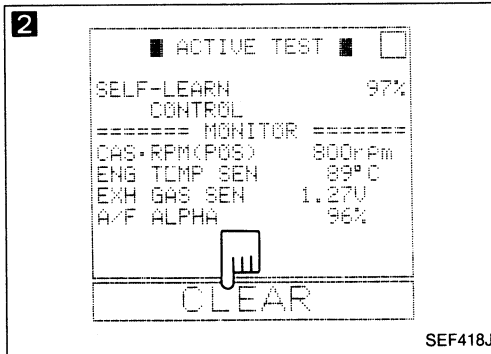 2
■ ACTIVE TEST ■
SELF-LEARN 97%
CONTROL
======= MONITOR =======
CAS·RPM(POS) 800rpm
ENG TEMP SEN 89°C
EXH GAS SEN 1.27V
A/F ALPHA 96%
CLEAR
SEF418J